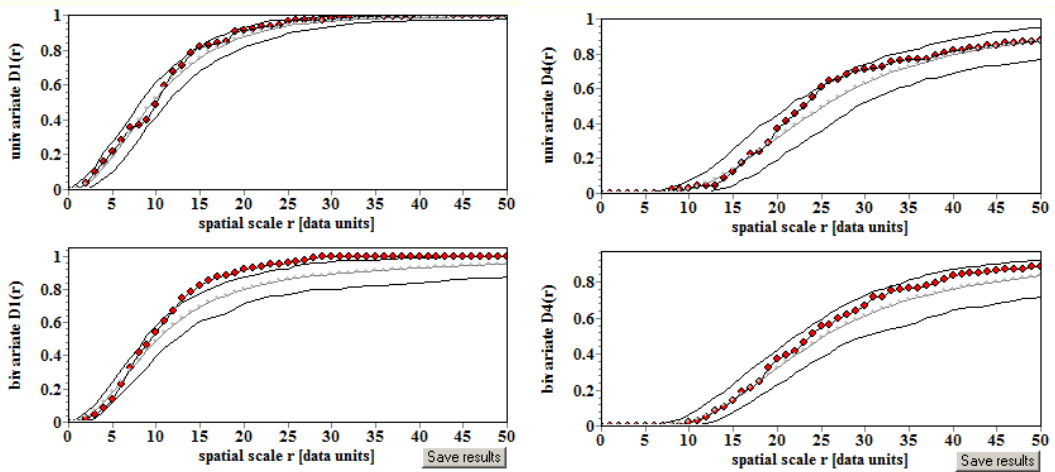 univariate D1(r)
1
0.8
0.6
0.4
0.2
0
0 5 10 15 20 25 30 35 40 45 50
spatial scale r [data units]
univariate D4(r)
1
0.8
0.6
0.4
0.2
0
0 5 10 15 20 25 30 35 40 45 50
spatial scale r [data units]
bivariate D1(r)
1
0.8
0.6
0.4
0.2
0
0 5 10 15 20 25 30 35 40 45 50
spatial scale r [data units]
Save results
bivariate D4(r)
0.8
0.6
0.4
0.2
0
0 5 10 15 20 25 30 35 40 45 50
spatial scale r [data units]
Save results